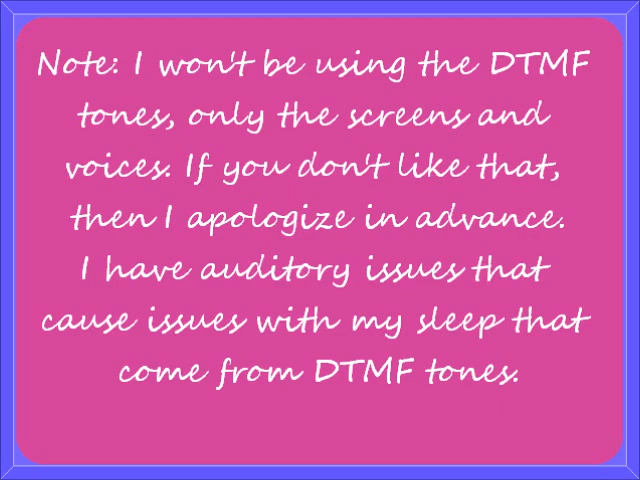 Note: I won't be using the DTMF
tones, only the screens and
voices. If you don't like that,
then I apologize in advance.
I have auditory issues that
cause issues with my sleep that
come from DTMF tones.